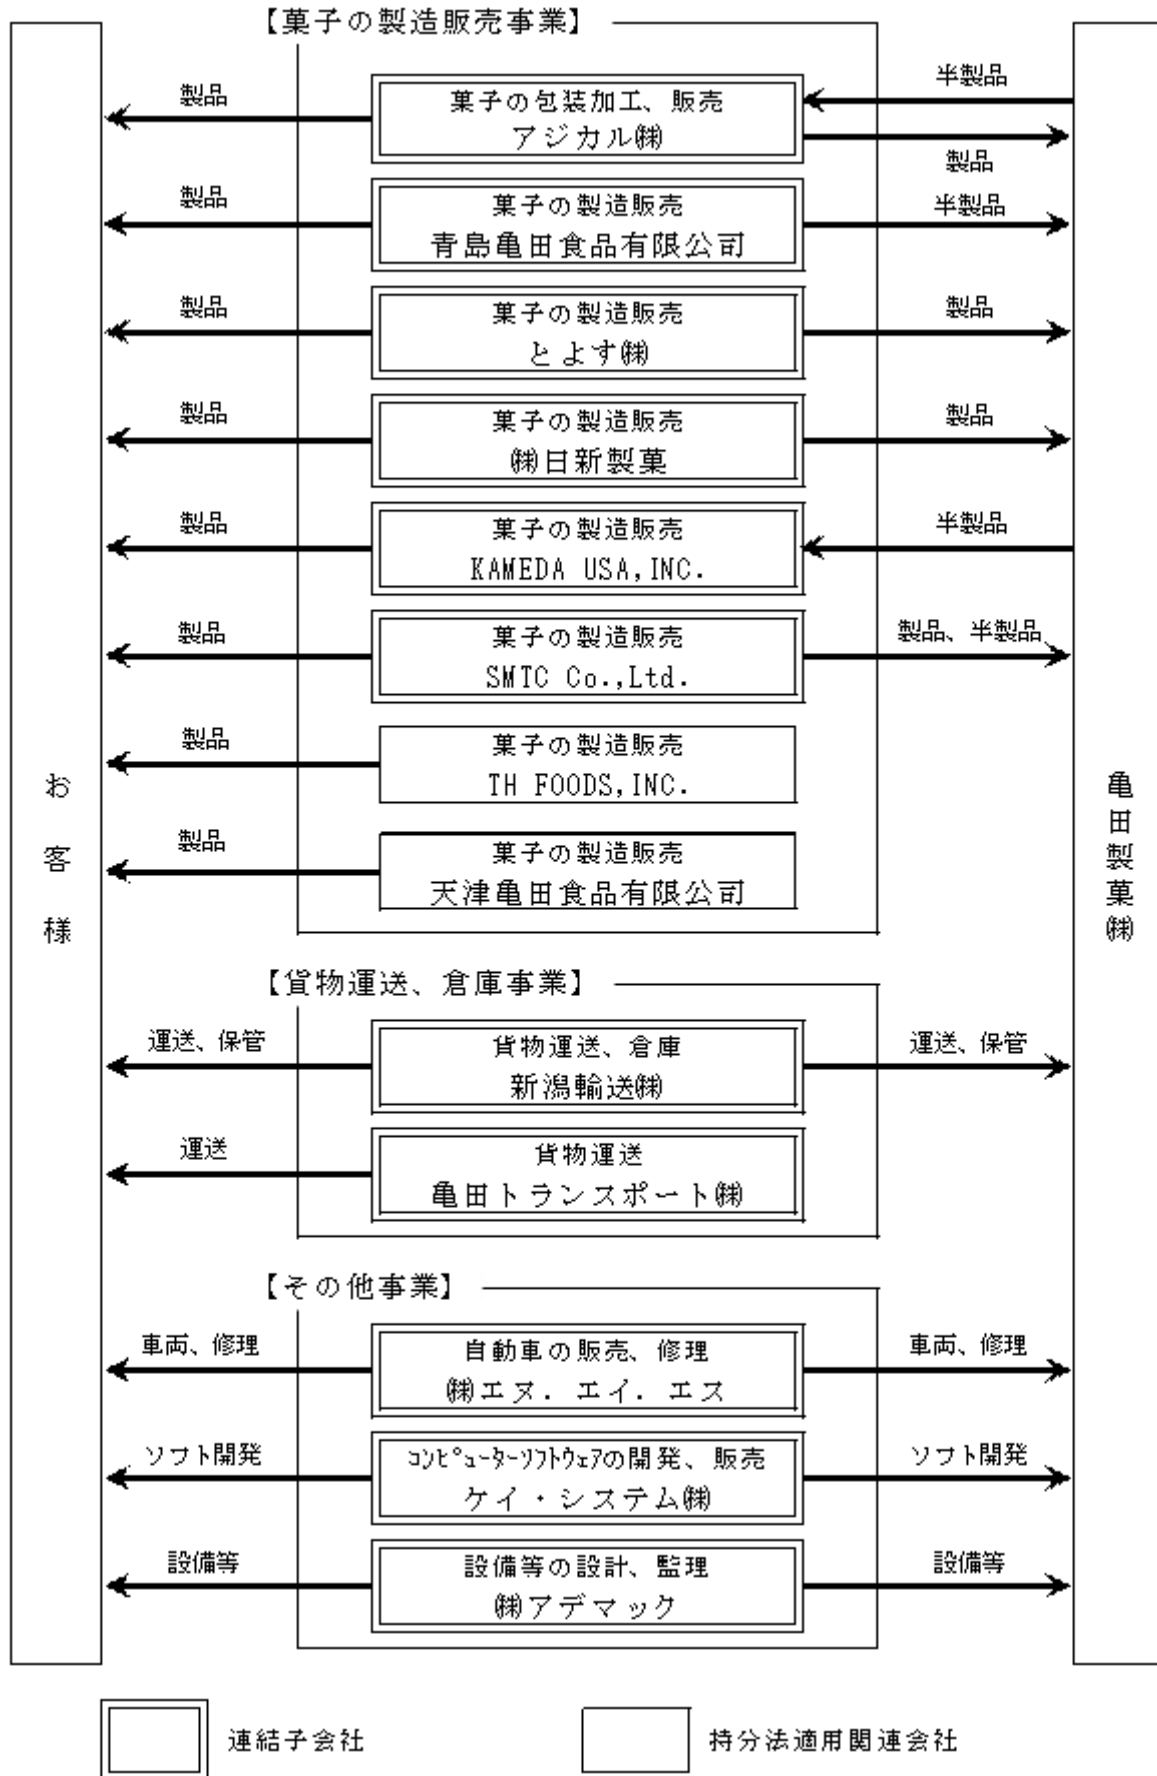 【菓子の製造販売事業】
製品
菓子の包装加工、販売
アジカル㈱
半製品
製品
製品
菓子の製造販売
青島亀田食品有限公司
半製品
製品
菓子の製造販売
とよす㈱
製品
製品
菓子の製造販売
㈱日新製菓
製品
製品
菓子の製造販売
KAMEDA USA,INC.
半製品
製品
菓子の製造販売
SMTC Co.,Ltd.
製品、半製品
製品
菓子の製造販売
TH FOODS,INC.
製品
菓子の製造販売
天津亀田食品有限公司
お客様
亀田製菓㈱
【貨物運送、倉庫事業】
運送、保管
貨物運送、倉庫
新潟輸送㈱
運送、保管
運送
貨物運送
亀田トランスポート㈱
【その他事業】
車両、修理
自動車の販売、修理
㈱エヌ．エイ．エス
車両、修理
ソフト開発
ｺﾝﾋﾟｭｰﾀｰｿﾌﾄｳｪｱの開発、販売
ケイ・システム㈱
ソフト開発
設備等
設備等の設計、監理
㈱アデマック
設備等
連結子会社
持分法適用関連会社